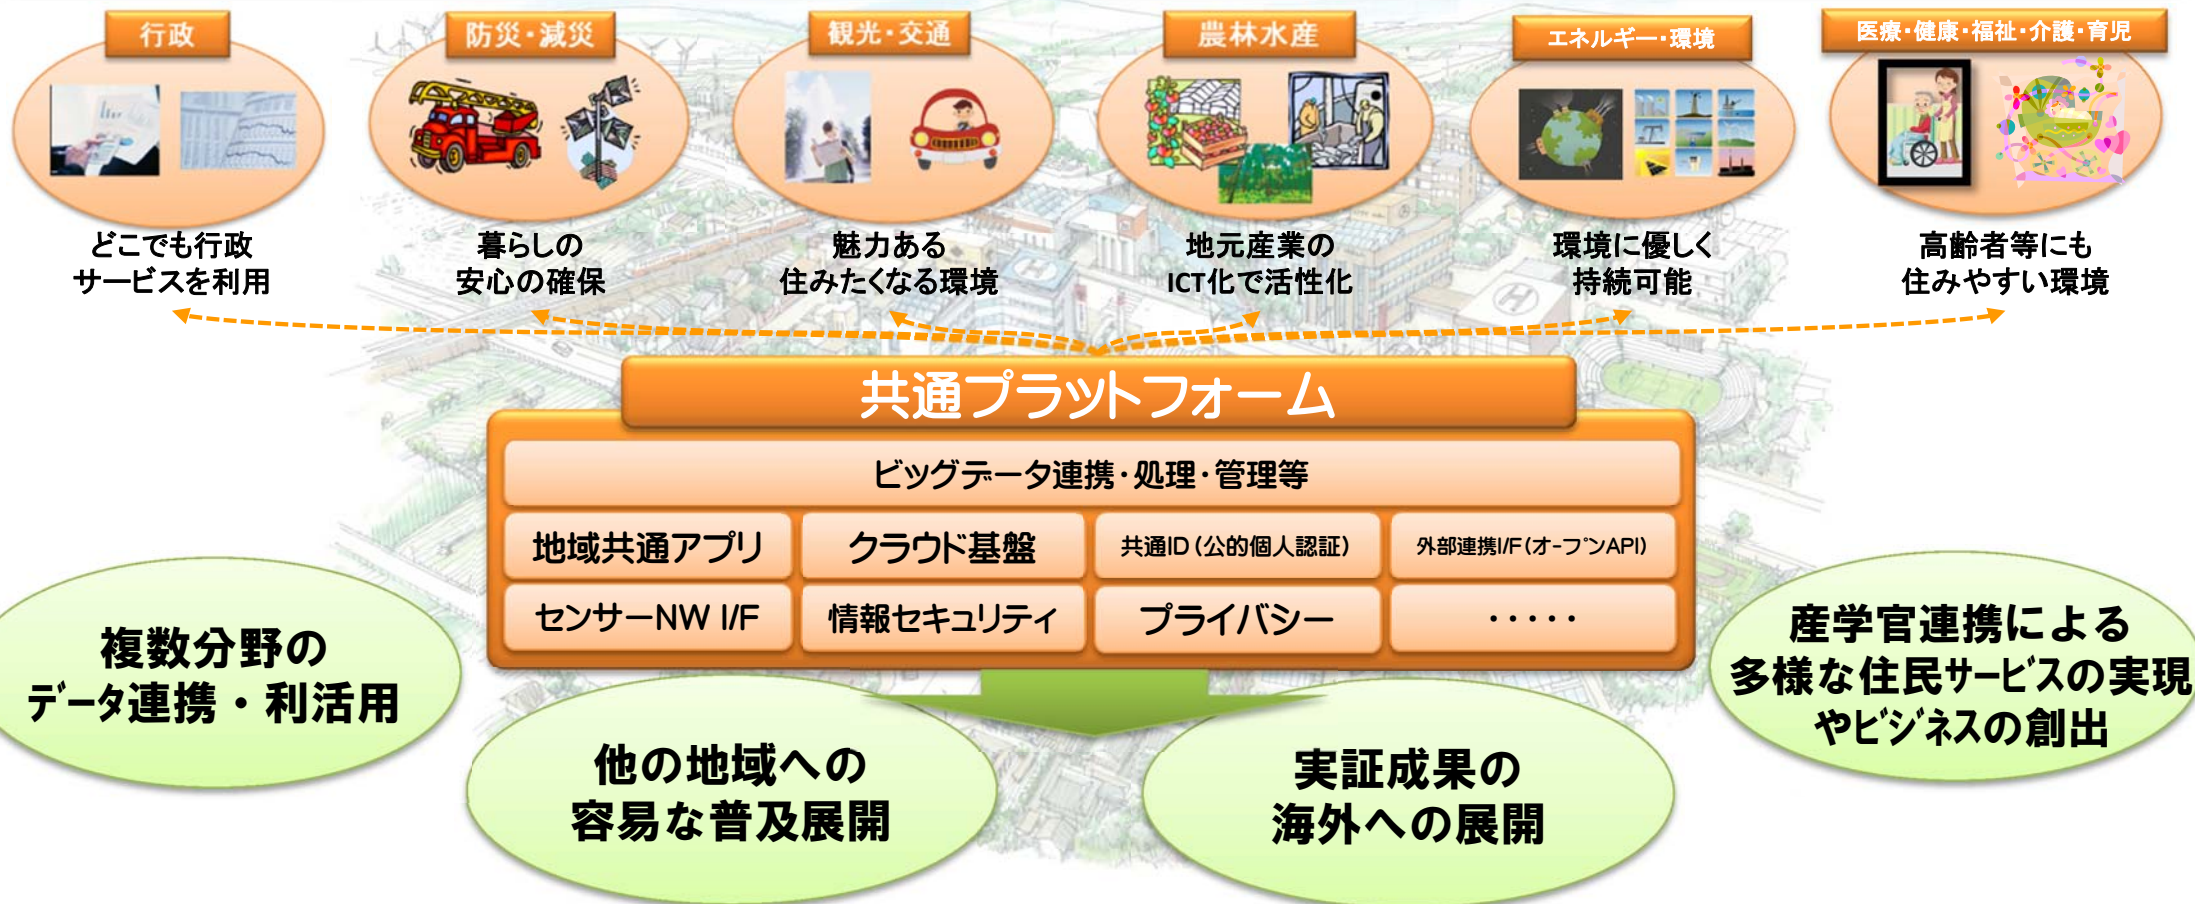 行政
防災・減災
観光・交通
農林水産
エネルギー・環境
医療・健康・福祉・介護・育児
どこでも行政
サービスを利用
暮らしの
安心の確保
魅力ある
住みたくなる環境
地元産業の
ICT化で活性化
環境に優しく
持続可能
高齢者等にも
住みやすい環境
共通プラットフォーム
ビッグデータ連携・処理・管理等
地域共通アプリ
クラウド基盤
共通ID（公的個人認証）
外部連携I/F（オープンAPI）
センサーNW I/F
情報セキュリティ
プライバシー
・・・・・
複数分野の
データ連携・利活用
他の地域への
容易な普及展開
実証成果の
海外への展開
産学官連携による
多様な住民サービスの実現
やビジネスの創出